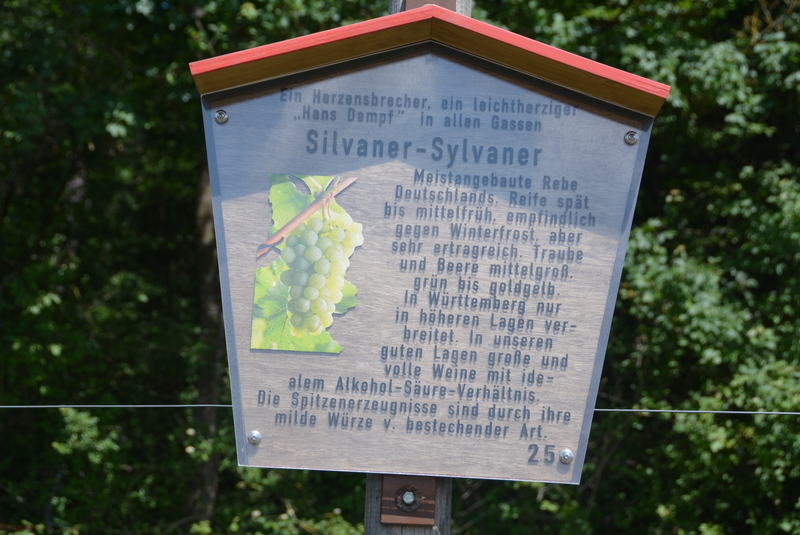 Ein Herzensbrecher, ein leichtherziger
„Hans Dampf" in allen Gassen
Silvaner-Sylvaner
Meistangebaute Rebe
Deutschlands. Reife spät
bis mittelfrüh, empfindlich
gegen Winterfrost, aber
sehr ertragreich. Traube
und Beere mittelgroß,
grün bis goldgelb.
In Württemberg nur
in höheren Lagen ver-
breitet. In unseren
guten Lagen große und
volle Weine mit ide-
alem Alkohol-Säure-Verhältnis.
Die Spitzenerzeugnisse sind durch ihre
milde Würze v. bestechender Art.
25